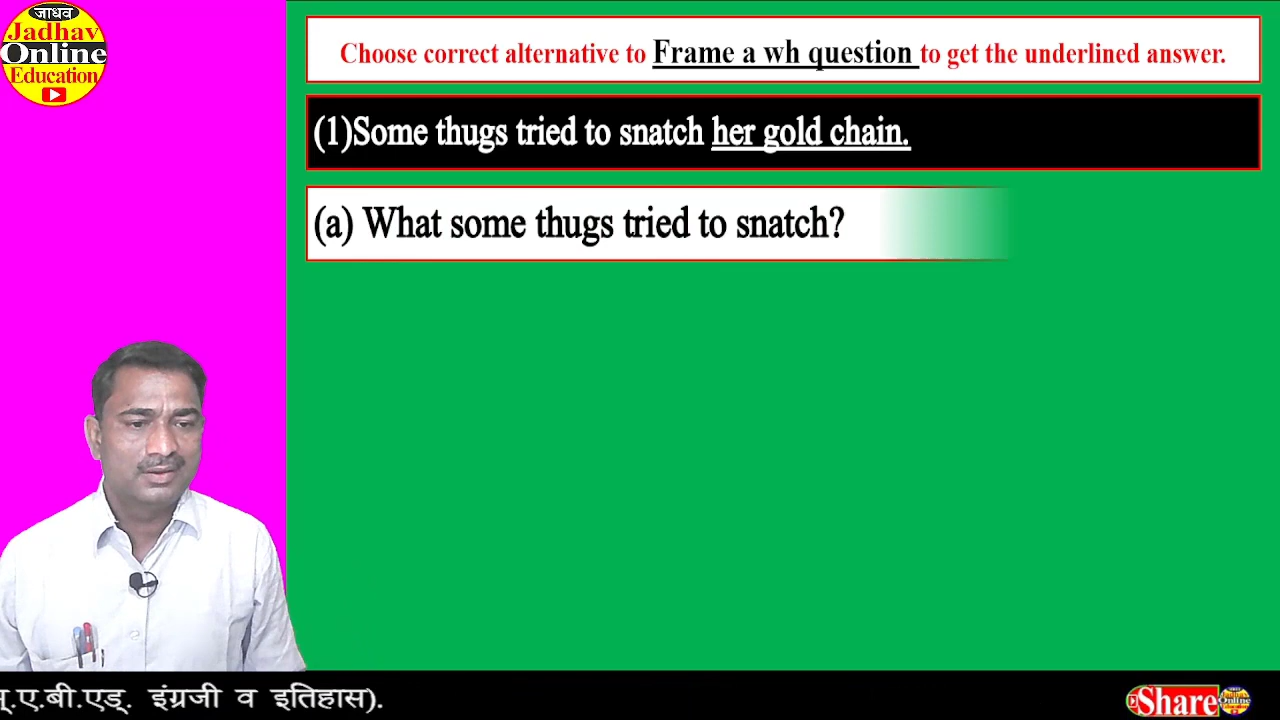 जाधव
Jadhav
Online
Education
Choose correct alternative to Frame a wh question to get the underlined answer.
(1)Some thugs tried to snatch her gold chain.
(a) What some thugs tried to snatch?
.ए.बी.एड्. इंग्रजी व इतिहास).
Share
Online